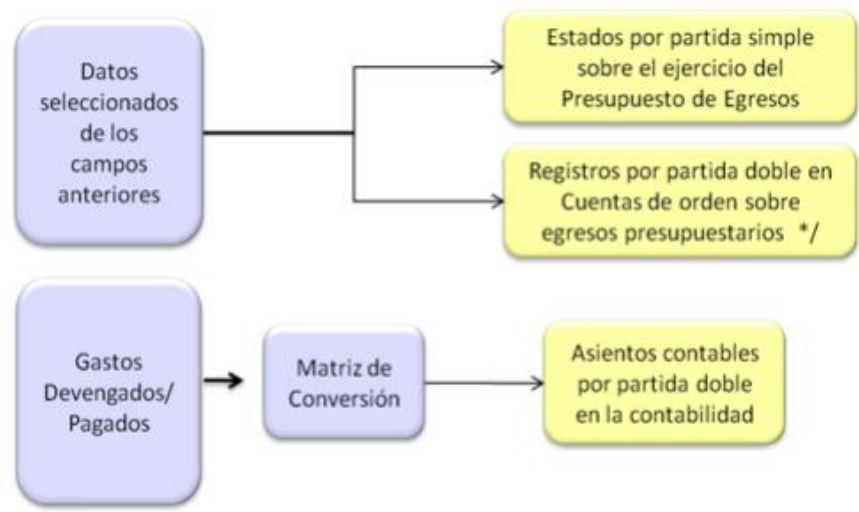 Datos
seleccionados
de los
campos
anteriores
Estados por partida simple
sobre el ejercicio del
Presupuesto de Egresos
Registros por partida doble en
Cuentas de orden sobre
egresos presupuestarios */
Gastos
Devengados/
Pagados
Matriz de
Conversión
Asientos contables
por partida doble
en la contabilidad